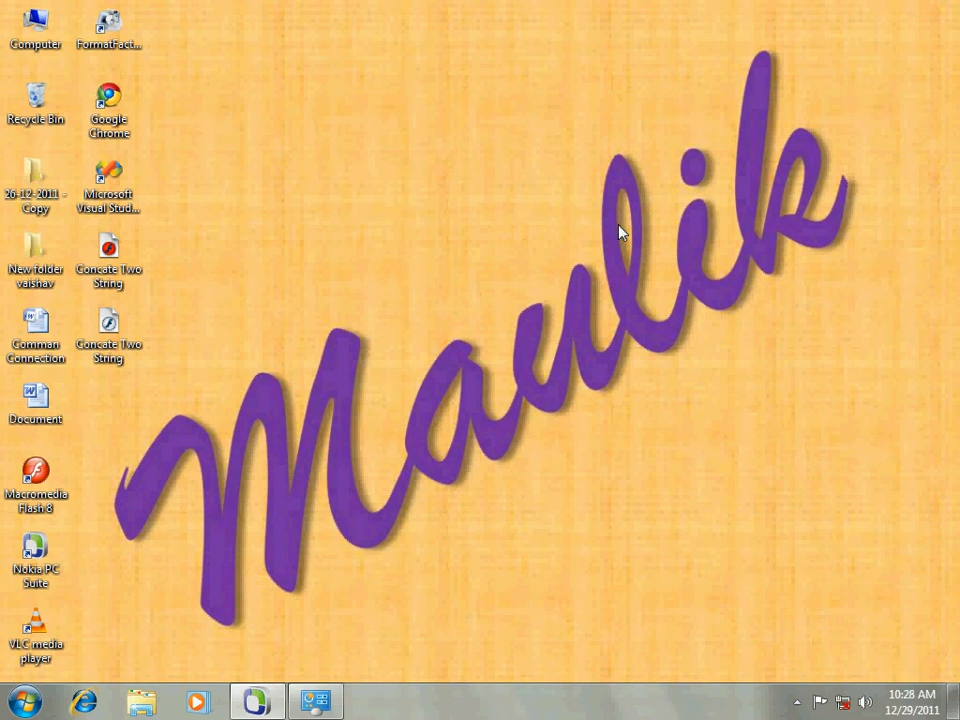 Computer
FormatFact...
Recycle Bin
Google
Chrome
26-12-2011 -
Copy
Microsoft
Visual Stud...
New folder
vaishav
Concate Two
String
Comman
Connection
Concate Two
String
Document
Macromedia
Flash 8
Nokia PC
Suite
VLC media
player
Maulik
10:28 AM
12/29/2011